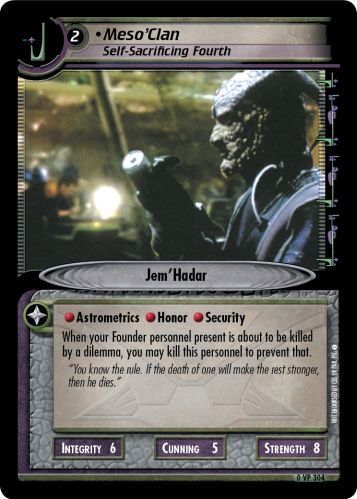 2 • Meso'Clan
Self-Sacrificing Fourth
Jem'Hadar
Astrometrics Honor Security
When your Founder personnel present is about to be killed
by a dilemma, you may kill this personnel to prevent that.
"You know the rule. If the death of one will make the rest stronger,
then he dies."
INTEGRITY 6 CUNNING 5 STRENGTH 8
0 VP 304